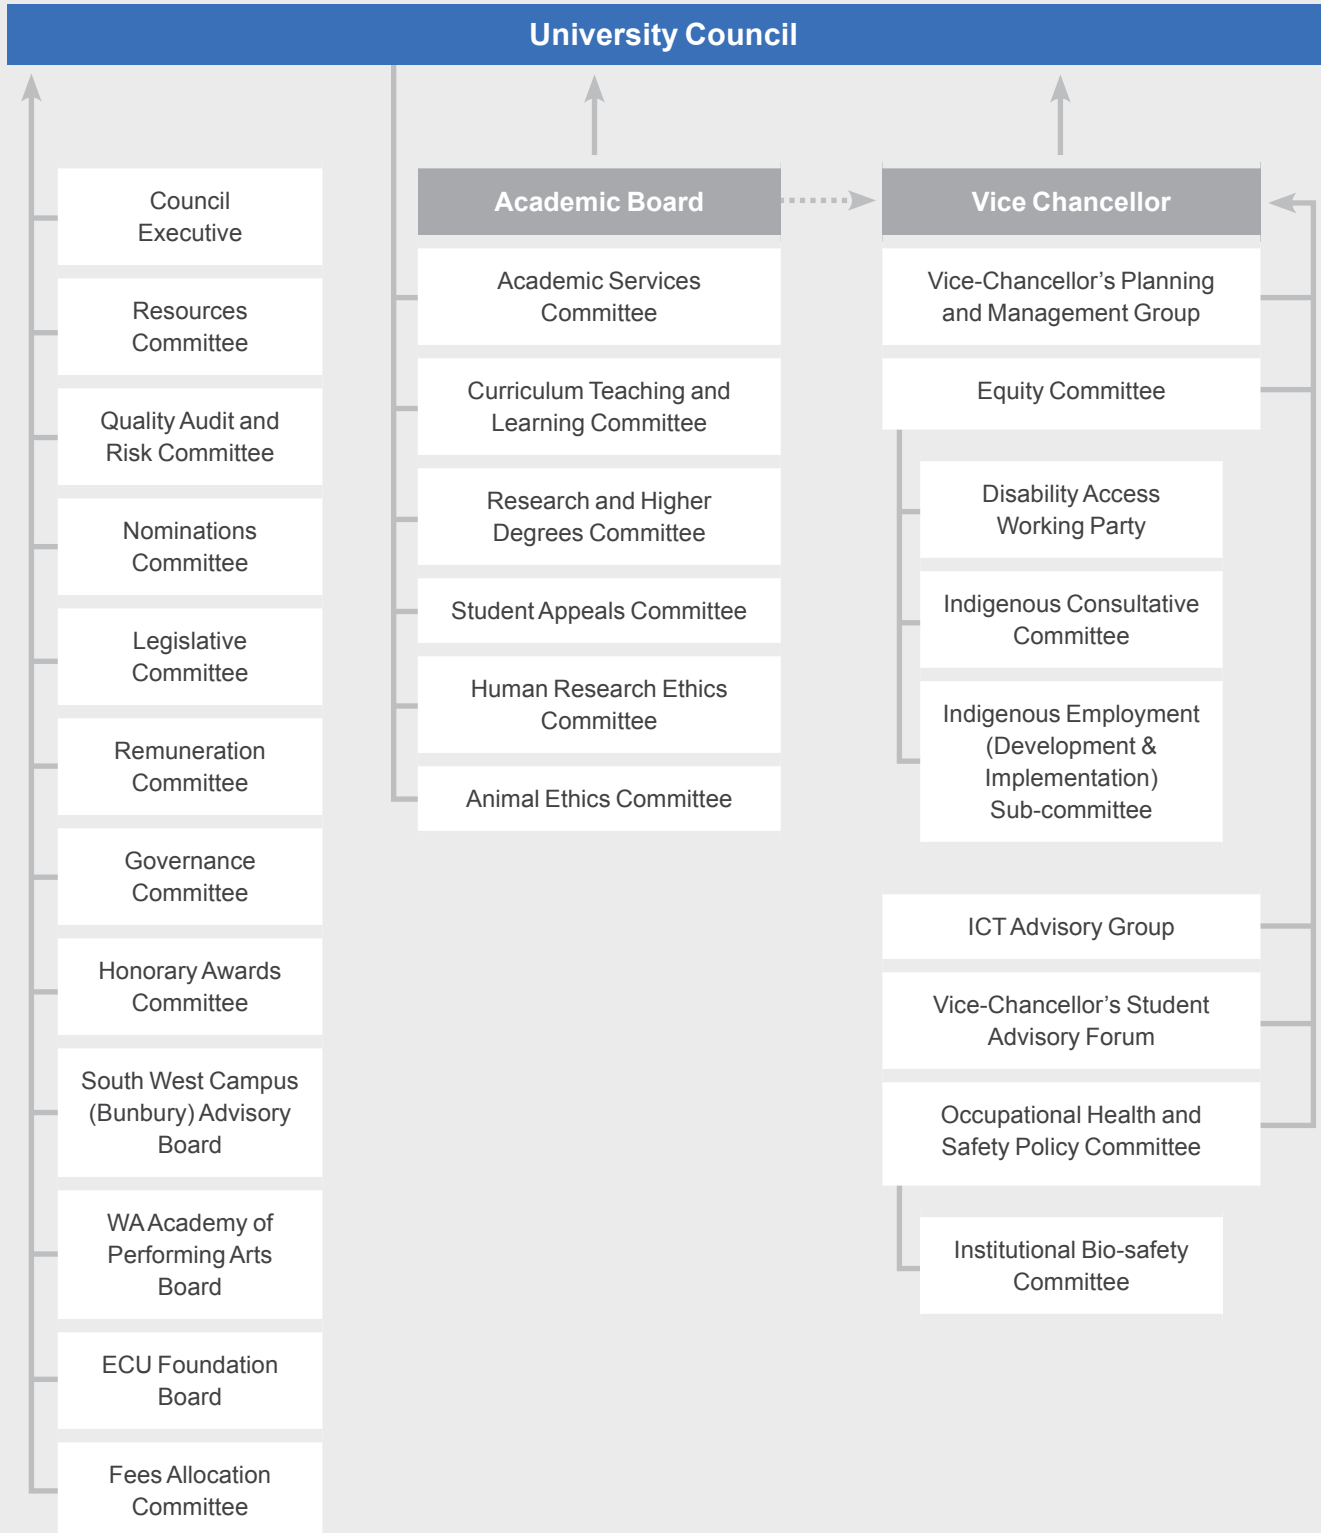 University Council
Council
Executive
Resources
Committee
Quality Audit and
Risk Committee
Nominations
Committee
Legislative
Committee
Remuneration
Committee
Governance
Committee
Honorary Awards
Committee
South West Campus
(Bunbury) Advisory
Board
WA Academy of
Performing Arts
Board
ECU Foundation
Board
Fees Allocation
Committee
Academic Board
Academic Services
Committee
Curriculum Teaching and
Learning Committee
Research and Higher
Degrees Committee
Student Appeals Committee
Human Research Ethics
Committee
Animal Ethics Committee
Vice Chancellor
Vice-Chancellor’s Planning
and Management Group
Equity Committee
Disability Access
Working Party
Indigenous Consultative
Committee
Indigenous Employment
(Development &
Implementation)
Sub-committee
ICT Advisory Group
Vice-Chancellor’s Student
Advisory Forum
Occupational Health and
Safety Policy Committee
Institutional Bio-safety
Committee